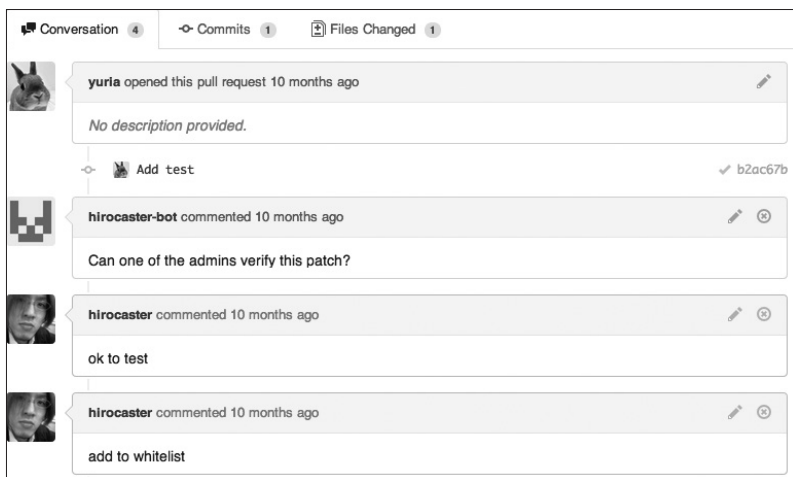 Conversation 4 Commits 1 Files Changed 1
yuria opened this pull request 10 months ago
No description provided.
Add test b2ac67b
hirocaster-bot commented 10 months ago
Can one of the admins verify this patch?
hirocaster commented 10 months ago
ok to test
hirocaster commented 10 months ago
add to whitelist